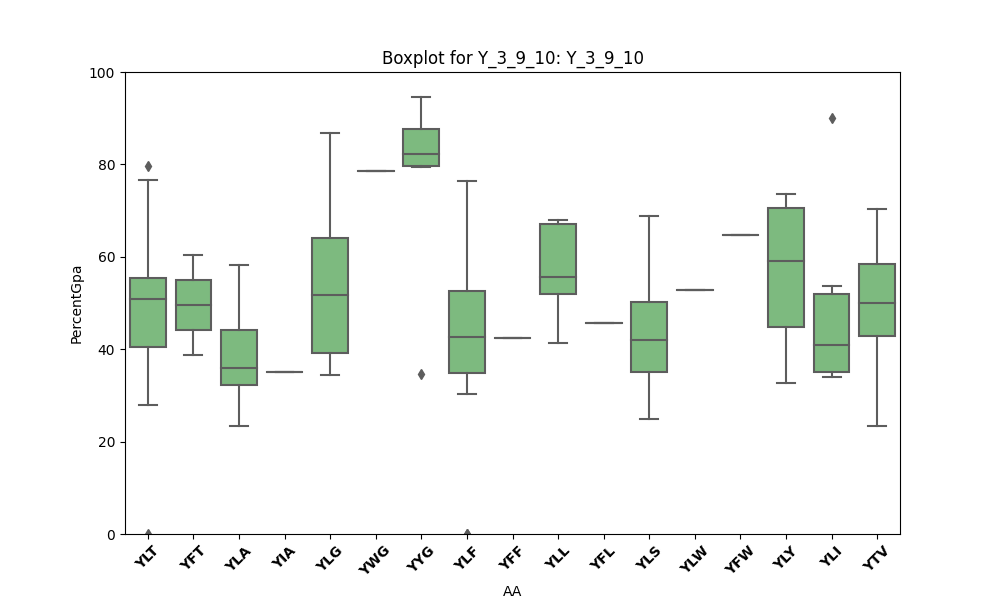 Boxplot for Y_3_9_10: Y_3_9_10
PercentGpa
100
80
60
40
20
0
YLT YFT YLA YIA YLG YWG YYG YLF YFF YLL YFL YLS YLW YFW YLY YLI YTV
AA